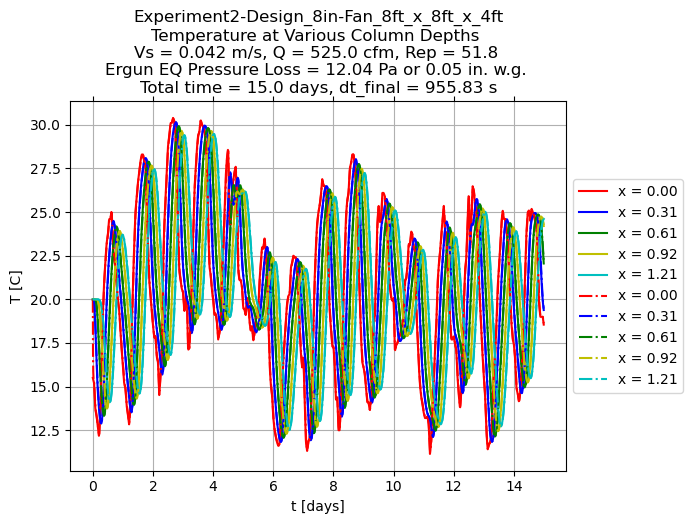 Experiment2-Design_8in-Fan_8ft_x_8ft_x_4ft
Temperature at Various Column Depths
Vs = 0.042 m/s, Q = 525.0 cfm, Rep = 51.8
Ergun EQ Pressure Loss = 12.04 Pa or 0.05 in. w.g.
Total time = 15.0 days, dt_final = 955.83 s
T [C]
30.0
27.5
25.0
22.5
20.0
17.5
15.0
12.5
0 2 4 6 8 10 12 14
t [days]
x = 0.00
x = 0.31
x = 0.61
x = 0.92
x = 1.21
x = 0.00
x = 0.31
x = 0.61
x = 0.92
x = 1.21